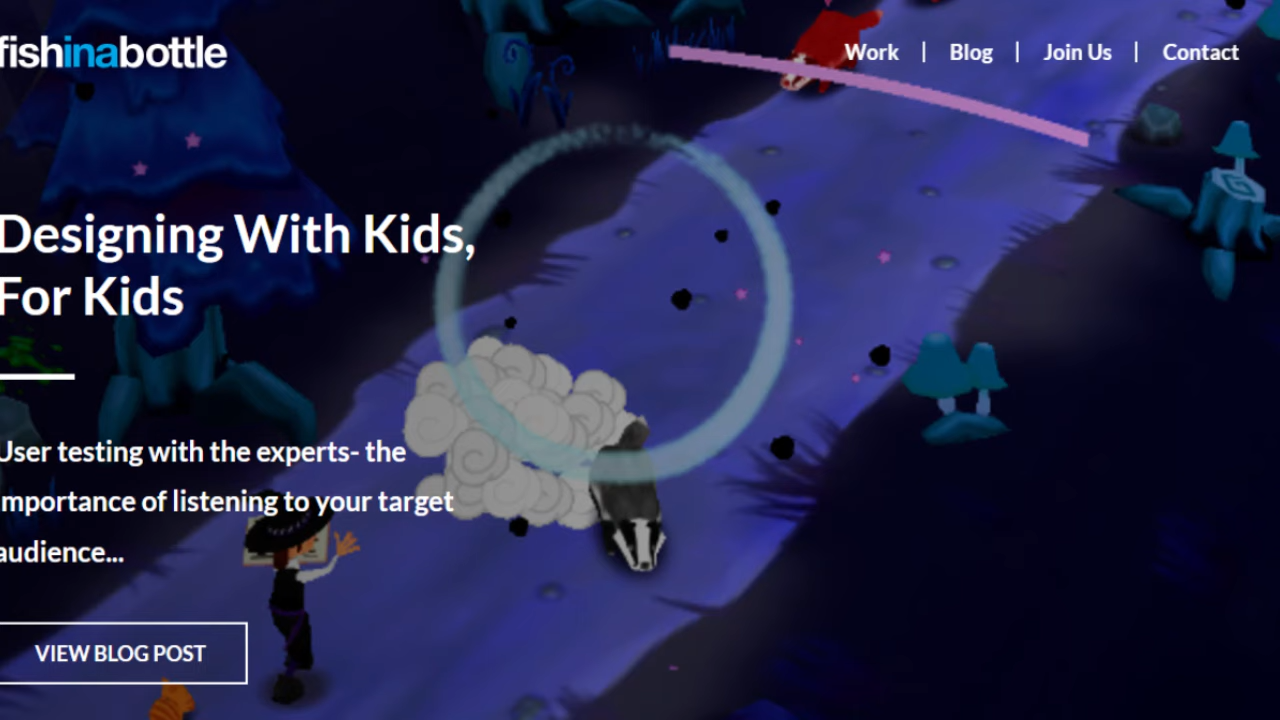 fishinabottle
Work | Blog | Join Us | Contact
Designing With Kids,
For Kids
User testing with the experts- the
importance of listening to your target
audience...
VIEW BLOG POST